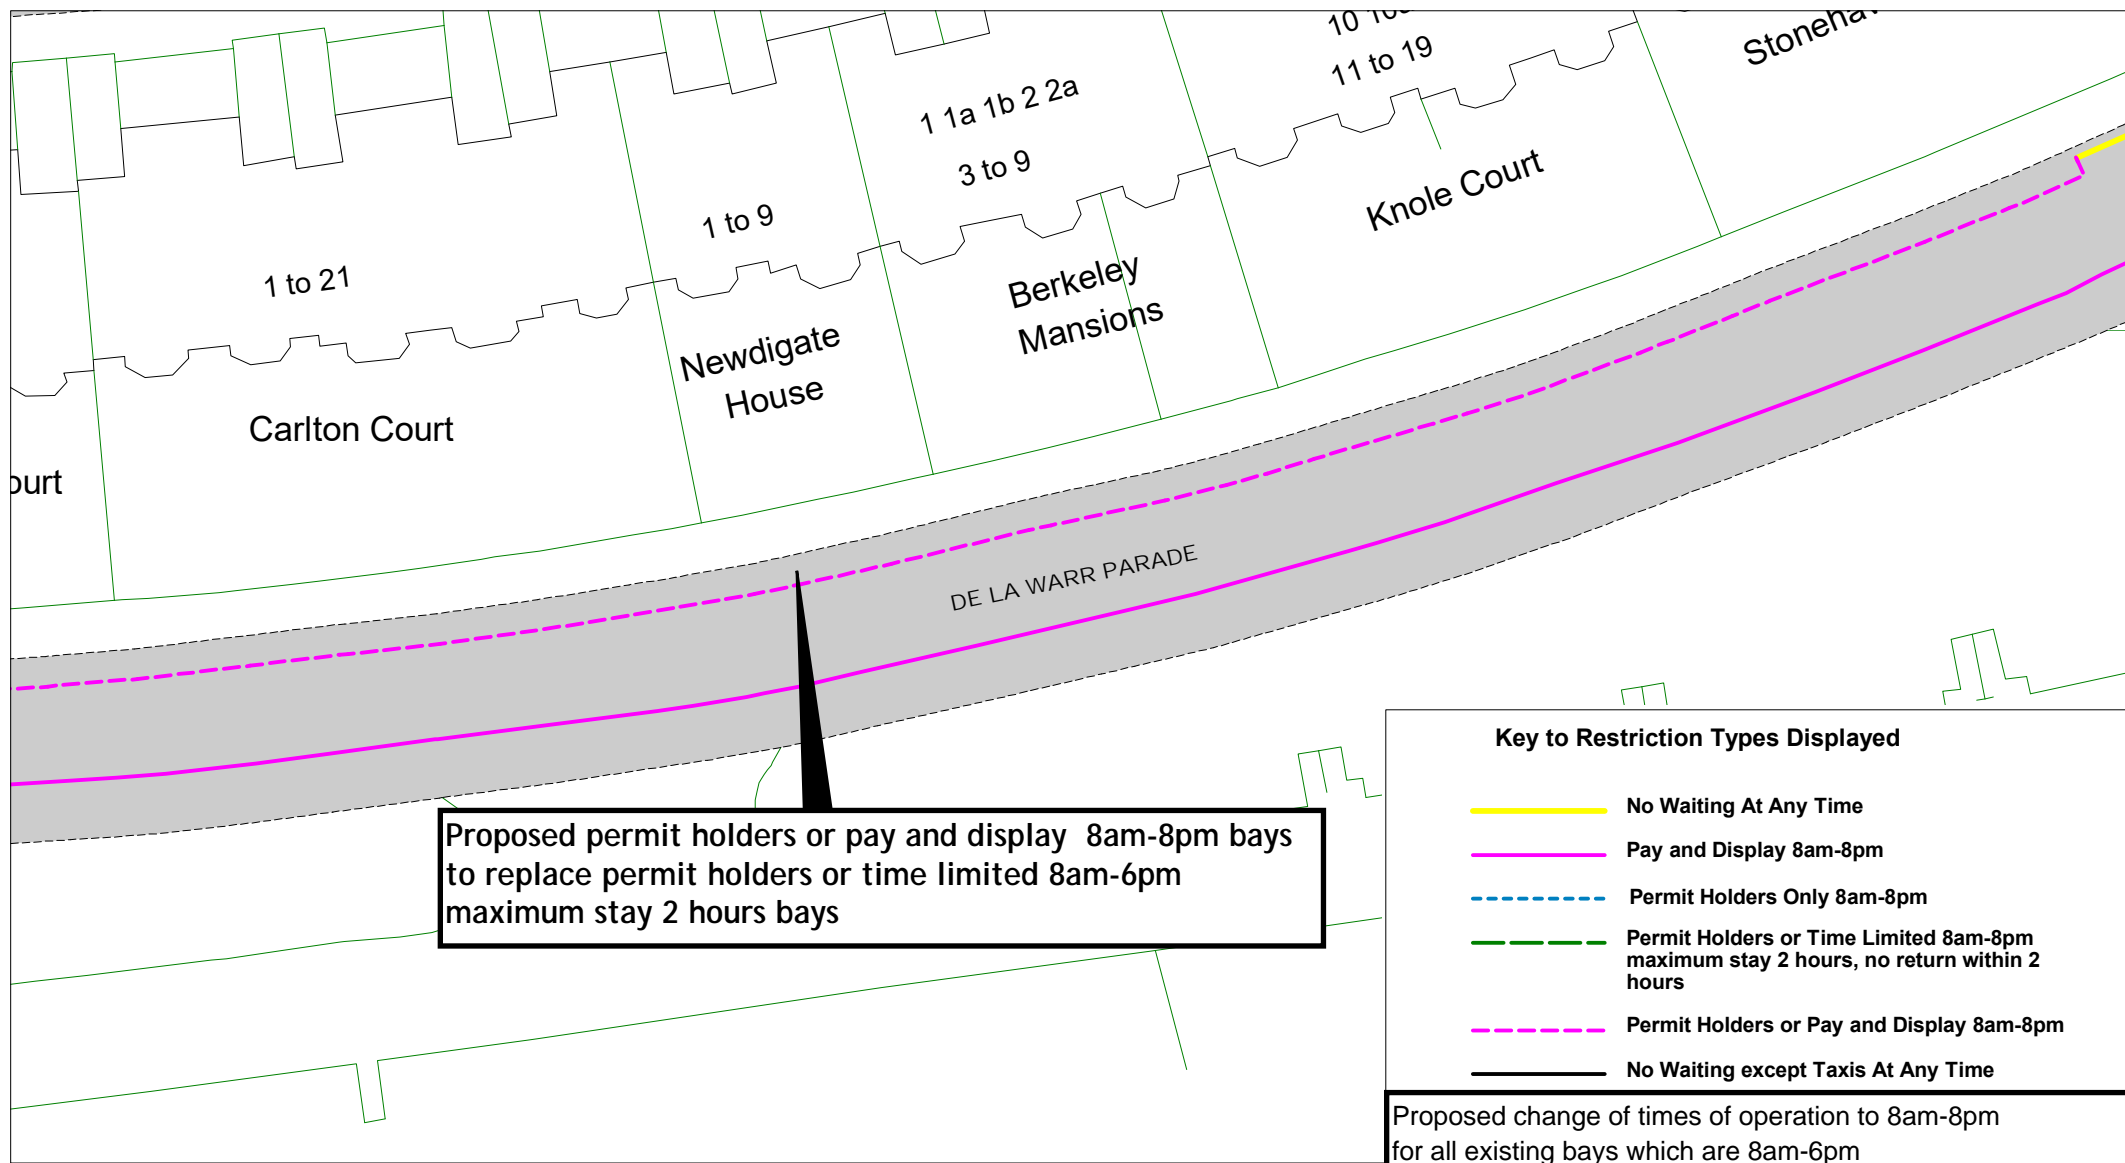 11 to 19
1 1a 1b 2 2a
3 to 9
1 to 9
1 to 21
Knole Court
Berkeley
Mansions
Newdigate
House
Carlton Court
DE LA WARR PARADE
Proposed permit holders or pay and display 8am-8pm bays
to replace permit holders or time limited 8am-6pm
maximum stay 2 hours bays
Key to Restriction Types Displayed
No Waiting At Any Time
Pay and Display 8am-8pm
Permit Holders Only 8am-8pm
Permit Holders or Time Limited 8am-8pm
maximum stay 2 hours, no return within 2
hours
Permit Holders or Pay and Display 8am-8pm
No Waiting except Taxis At Any Time
Proposed change of times of operation to 8am-8pm
for all existing bays which are 8am-6pm